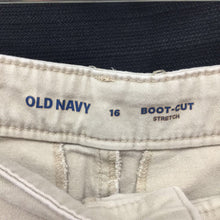 OLD NAVY 16 BOOT-CUT
STRETCH